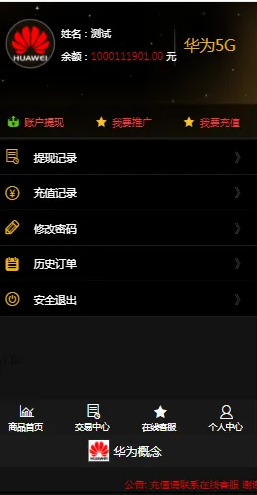 HUAWEI
姓名：测试
余额：1000111901.00 元
华为5G
账户提现 我要推广 我要充值
提现记录
充值记录
修改密码
历史订单
安全退出
商品首页 交易中心 在线客服 个人中心
HUAWEI 华为概念
公告: 充值请联系在线客服 谢谢